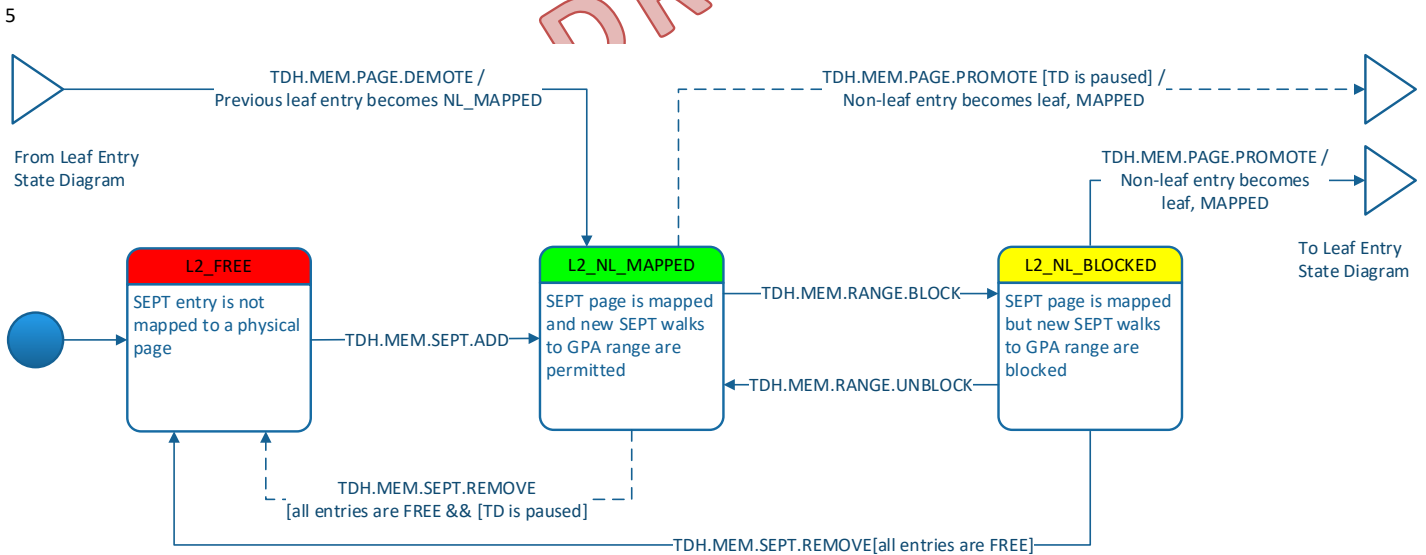 5
TDH.MEM.PAGE.DEMOTE /
Previous leaf entry becomes NL_MAPPED
TDH.MEM.PAGE.PROMOTE [TD is paused] /
Non-leaf entry becomes leaf, MAPPED
From Leaf Entry
State Diagram
TDH.MEM.PAGE.PROMOTE /
Non-leaf entry becomes
leaf, MAPPED
To Leaf Entry
State Diagram
L2_FREE
SEPT entry is not
mapped to a physical
page
TDH.MEM.SEPT.ADD
L2_NL_MAPPED
SEPT page is mapped
and new SEPT walks
to GPA range are
permitted
TDH.MEM.RANGE.BLOCK
TDH.MEM.RANGE.UNBLOCK
L2_NL_BLOCKED
SEPT page is mapped
but new SEPT walks
to GPA range are
blocked
TDH.MEM.SEPT.REMOVE
[all entries are FREE && [TD is paused]
TDH.MEM.SEPT.REMOVE[all entries are FREE]